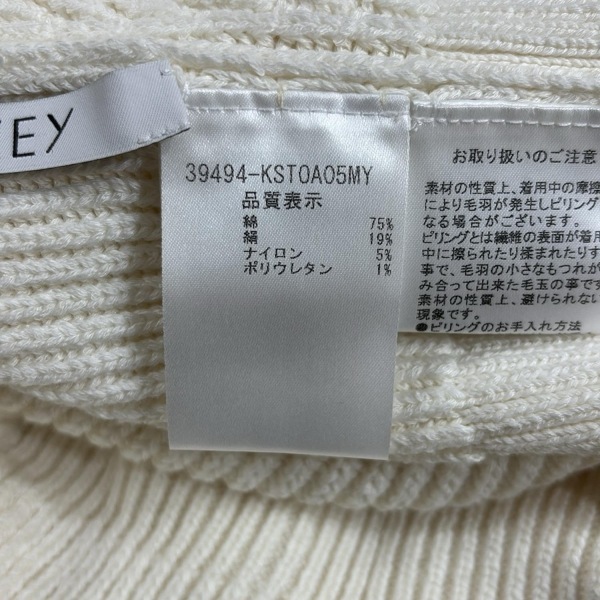 EY
39494-KST0A05MY
品質表示
綿 75%
絹 19%
ナイロン 5%
ポリウレタン 1%
お取り扱いのご注意
素材の性質上、着用中の摩擦
により毛羽が発生しピリング
なる場合がございます。
ピリングとは繊維の表面が着用
中に擦られたり揉まれたりす
事で、毛羽の小さなもつれが
み合って出来た毛玉の事です
素材の性質上、避けられない
現象です。
●ピリングのお手入れ方法